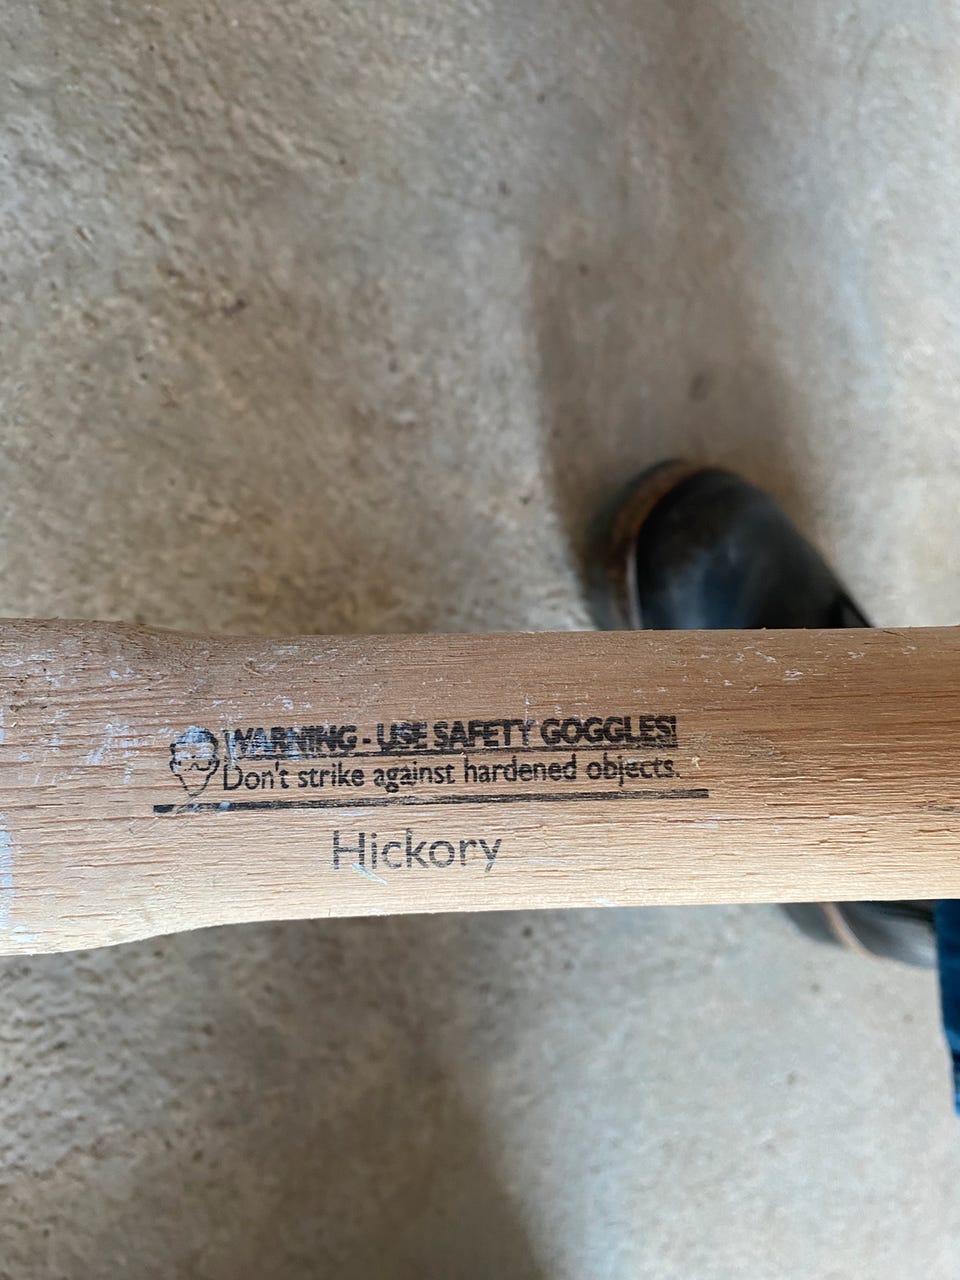 WARNING - USE SAFETY GOGGLES!
Don't strike against hardened objects.
Hickory